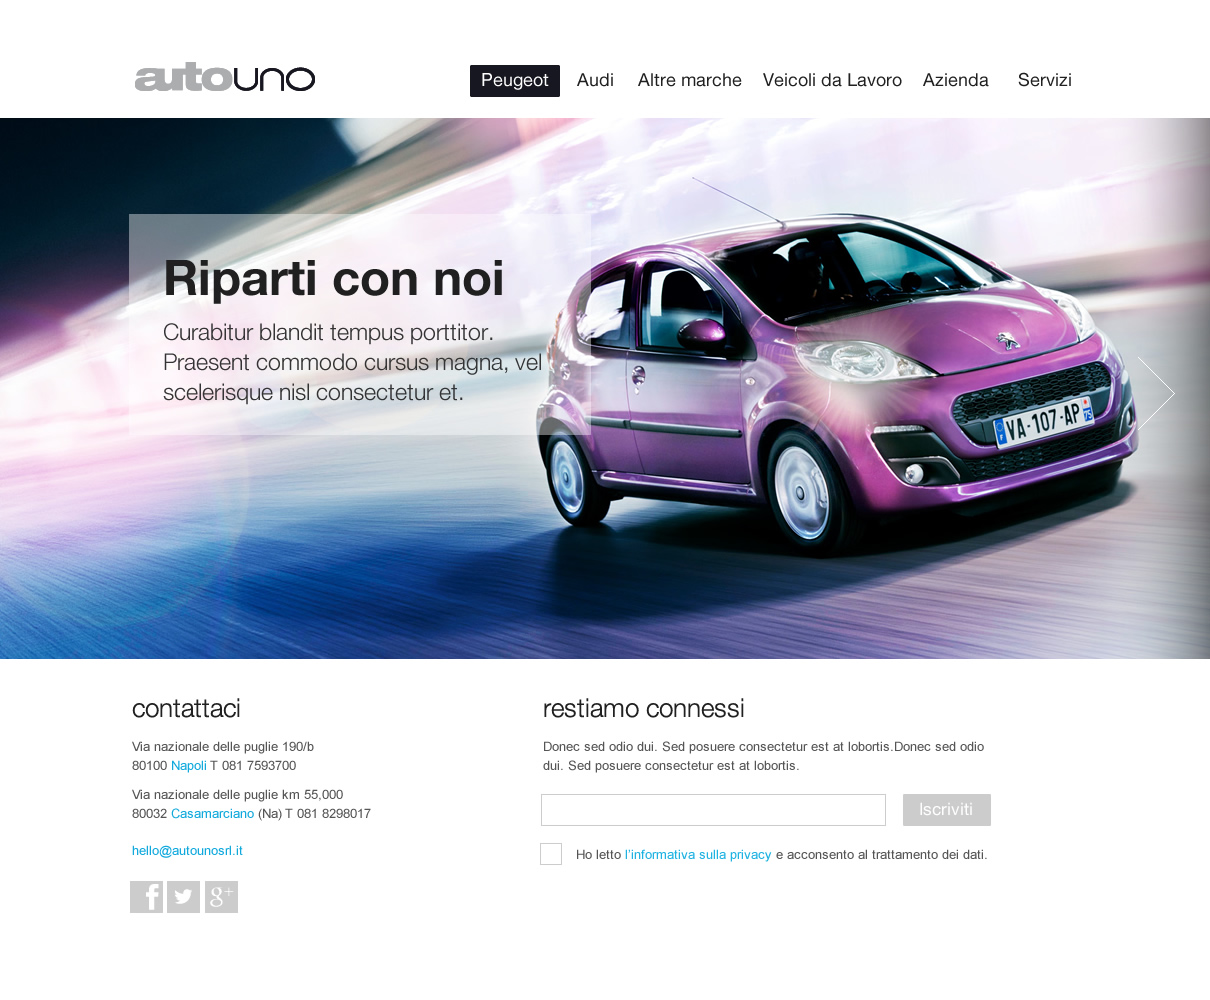 autouno
Peugeot Audi Altre marche Veicoli da Lavoro Azienda Servizi
Riparti con noi
Curabitur blandit tempus porttitor.
Praesent commodo cursus magna, vel
scelerisque nisl consectetur et.
VA-107-AP
F
75
contattaci
Via nazionale delle puglie 190/b
80100 Napoli T 081 7593700
Via nazionale delle puglie km 55,000
80032 Casamarciano (Na) T 081 8298017
hello@autounosrl.it
f g+
restiamo connessi
Donec sed odio dui. Sed posuere consectetur est at lobortis.Donec sed odio
dui. Sed posuere consectetur est at lobortis.
Iscriviti
Ho letto l'informativa sulla privacy e acconsento al trattamento dei dati.